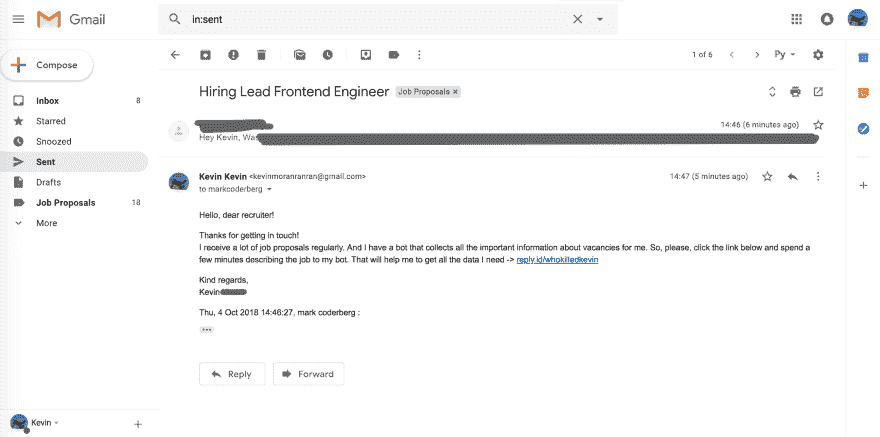 Gmail
in:sent
Compose
1 of 6
Py
Inbox 8
Starred
Snoozed
Sent
Drafts
Job Proposals 18
More
Hiring Lead Frontend Engineer Job Proposals ×
14:46 (6 minutes ago)
Hey Kevin, Wa
Kevin Kevin <kevinmoranranran@gmail.com> 14:47 (5 minutes ago)
to markcoderberg
Hello, dear recruiter!
Thanks for getting in touch!
I receive a lot of job proposals regularly. And I have a bot that collects all the important information about vacancies for me. So, please, click the link below and spend a
few minutes describing the job to my bot. That will help me to get all the data I need -> reply.id/whokilledkevin
Kind regards,
Kevin
Thu, 4 Oct 2018 14:46:27, mark coderberg :
Reply Forward
Kevin